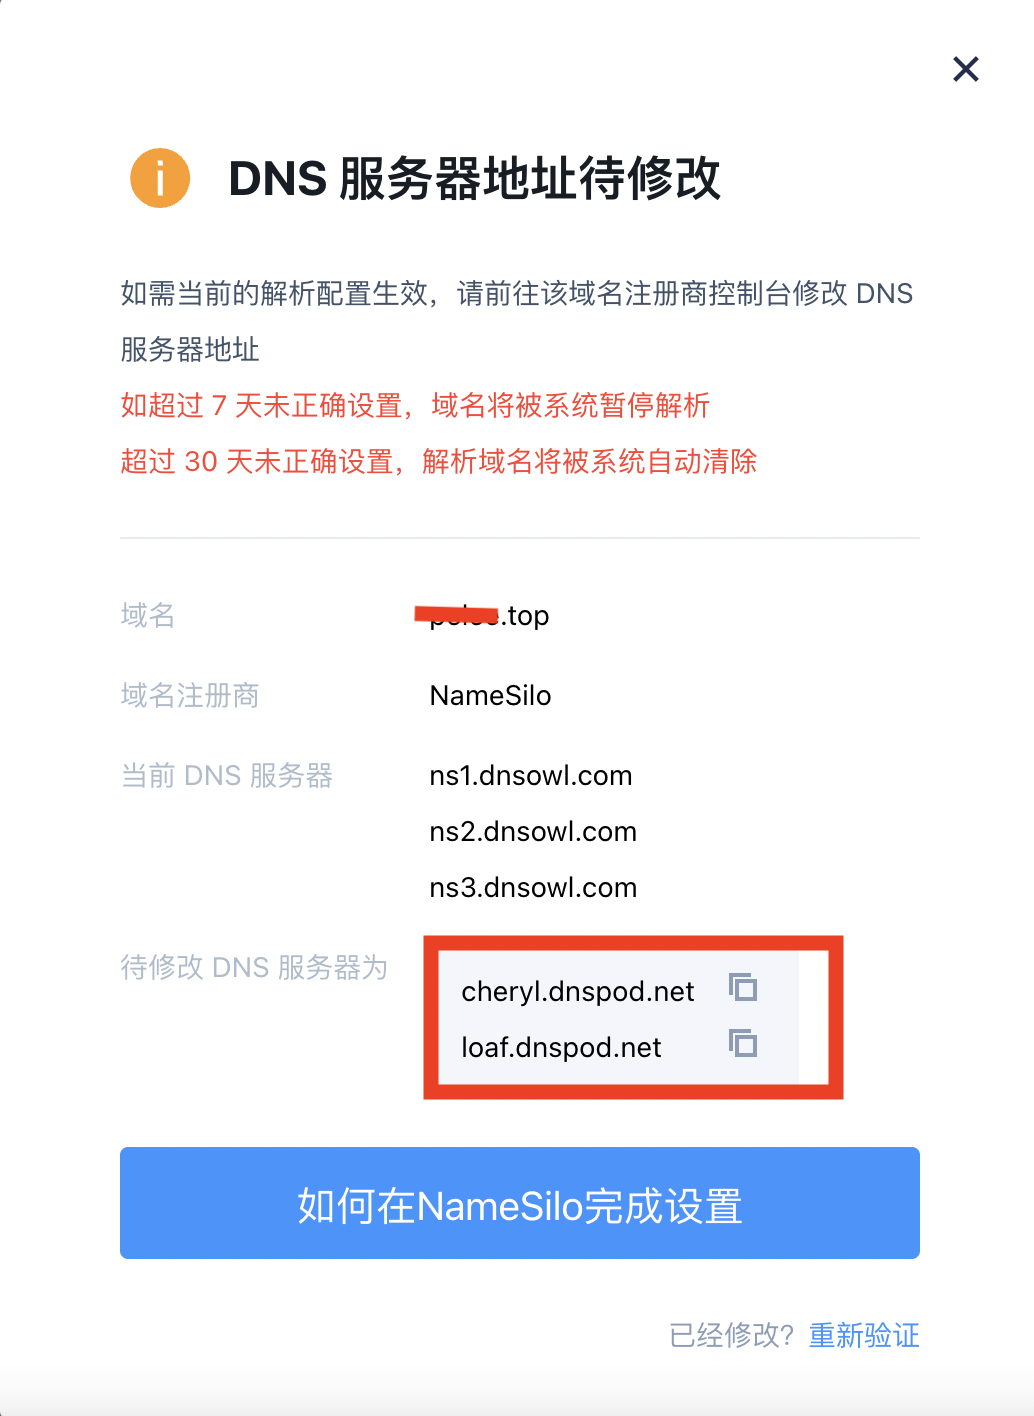 DNS 服务器地址待修改
如需当前的解析配置生效，请前往该域名注册商控制台修改 DNS
服务器地址
如超过 7 天未正确设置，域名将被系统暂停解析
超过 30 天未正确设置，解析域名将被系统自动清除
域名 .top
域名注册商 NameSilo
当前 DNS 服务器 ns1.dnsowl.com
ns2.dnsowl.com
ns3.dnsowl.com
待修改 DNS 服务器为
cheryl.dnspod.net
loaf.dnspod.net
如何在NameSilo完成设置
已经修改？ 重新验证